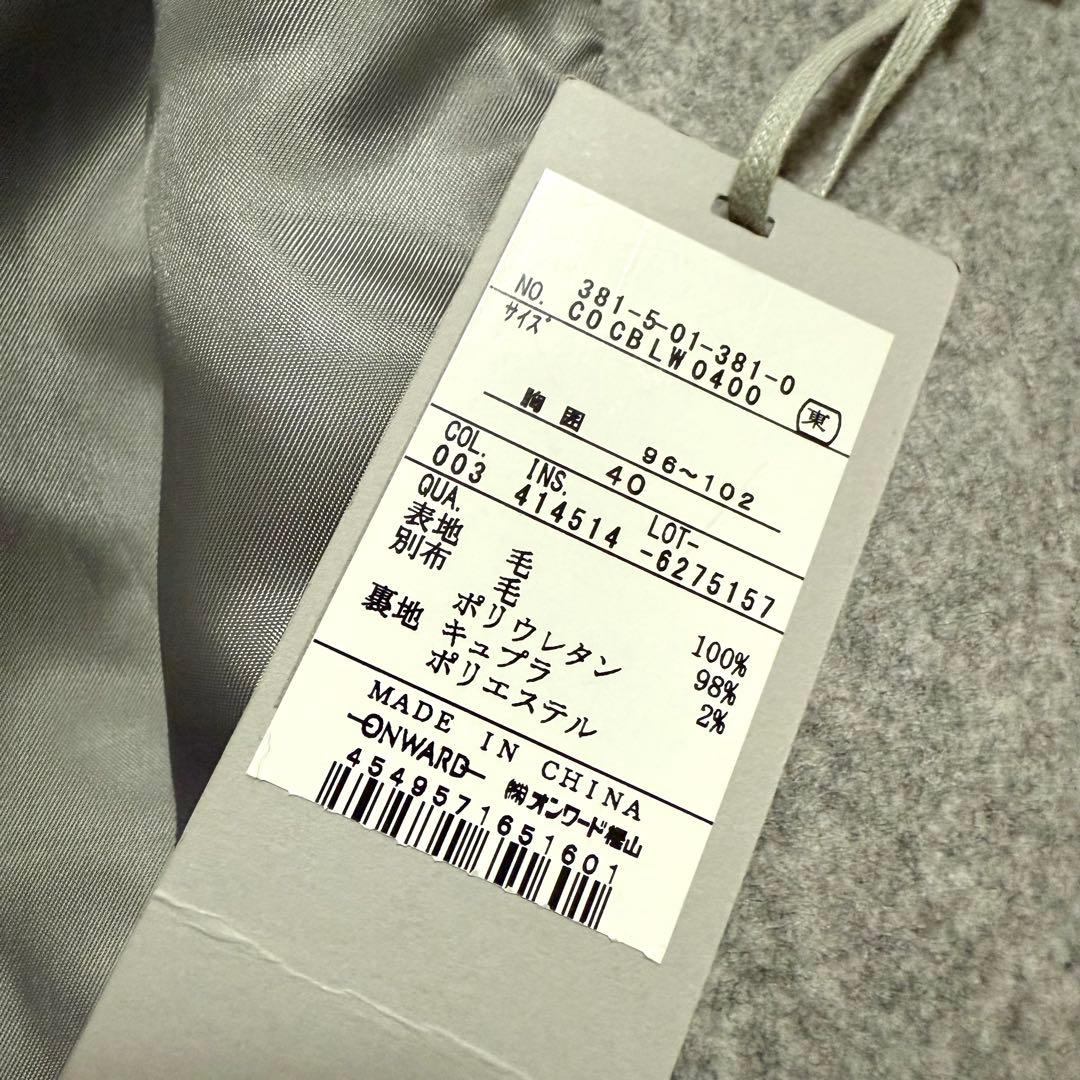 NO. 381-5-01-381-0
サイズ COCBLW0400
東
胸囲 96~102
40
COL. INS. LOT-
003 414514 -6275157
QUA.
表地 毛 100%
別布 毛 98%
ポリウレタン 2%
裏地 キュプラ
ポリエステル
MADE IN CHINA
ONWARD ㈱オンワード樫山
4549571651601